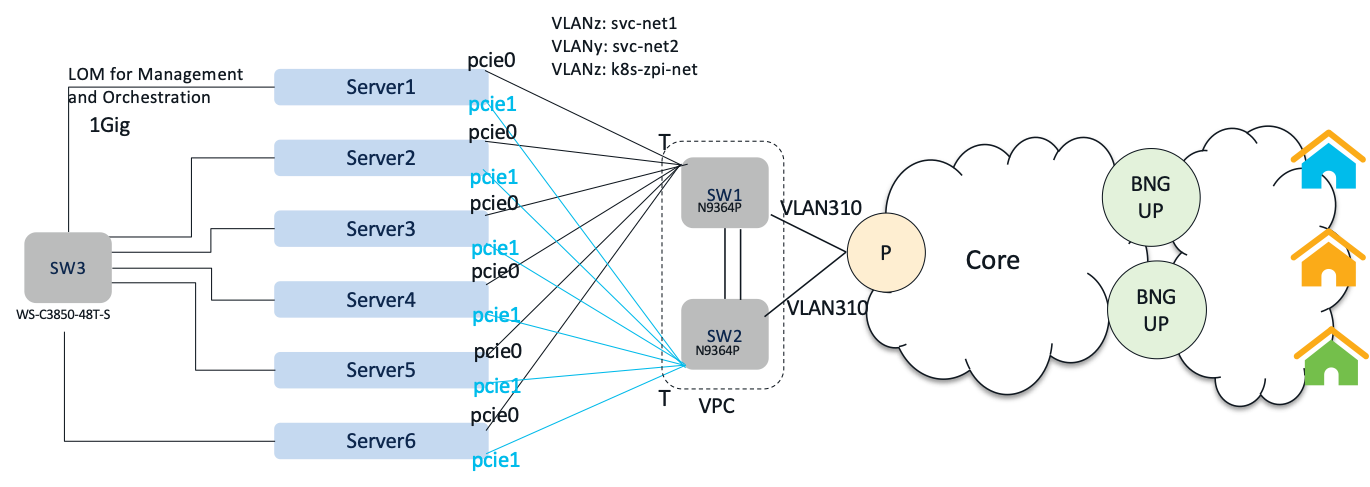 VLANz: svc-net1
VLANy: svc-net2
VLANz: k8s-zpi-net
LOM for Management
and Orchestration
1Gig
Server1
pcie0
pcie1
Server2
pcie0
pcie1
Server3
pcie0
pcie1
Server4
pcie0
pcie1
Server5
pcie0
pcie1
Server6
pcie0
pcie1
SW3
WS-C3850-48T-S
T
SW1
N9364P
SW2
N9364P
T
VPC
VLAN310
VLAN310
P
Core
BNG
UP
BNG
UP